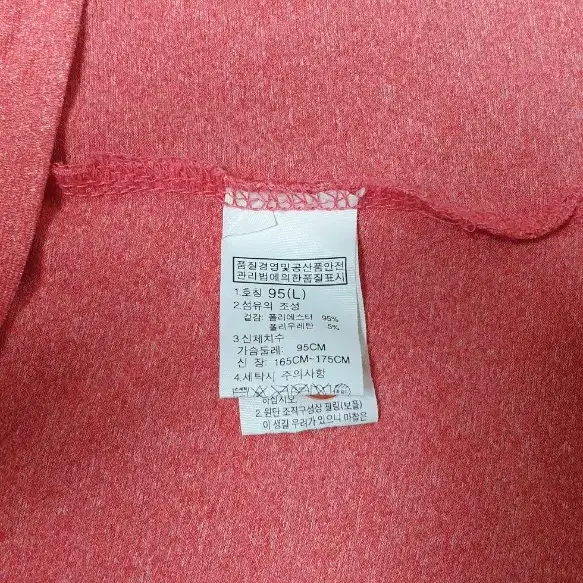 품질경영및공산품안전
관리법에의한품질표시
1.호칭 95(L)
2.섬유의 조성
겉감: 폴리에스터 95%
폴리우레탄 5%
3.신체치수
가슴둘레: 95CM
신 장: 165CM~175CM
4.세탁시 주의사항
하십시오.
2. 원단 조직구성상 필링(보풀)
이 생길 우려가 있으니 마찰은